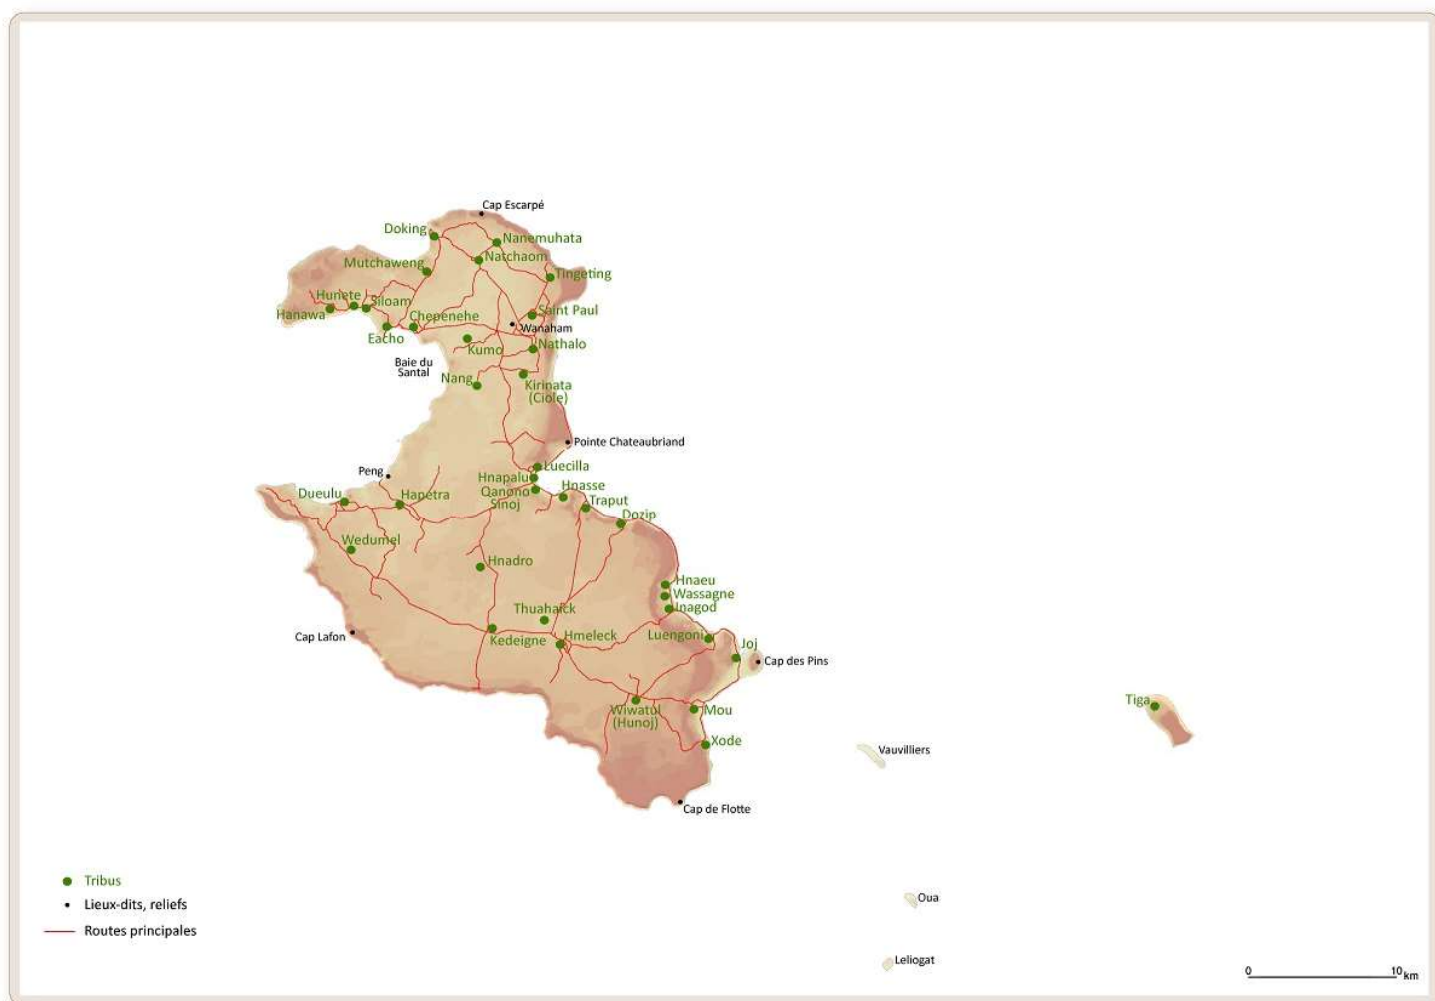 Cap Escarpé
Doking
Nanemuhata
Natchaom
Mutchaweng
Tingeting
Hunete
Siloam
Hanawa
Chepenehe
Saint Paul
Wanaham
Eacho
Kumo
Nathalo
Baie du
Santal
Nang
Kirinata
(Ciole)
Pointe Chateaubriand
Luecilla
Peng
Hnapalu
Qanono
Sinoj
Hnasse
Dueulu
Hapetra
Traput
Dozip
Wedumel
Hnadro
Hnaeu
Wassagne
Inagod
Thuahaïck
Cap Lafon
Kedeigne
Hmeleck
Luengoni
Joj
Cap des Pins
Wiwatul
(Hunoj)
Mou
Tiga
Xode
Vauvilliers
Cap de Flotte
Tribus
Oua
Lieux-dits, reliefs
Routes principales
Leliogat
0 10 km